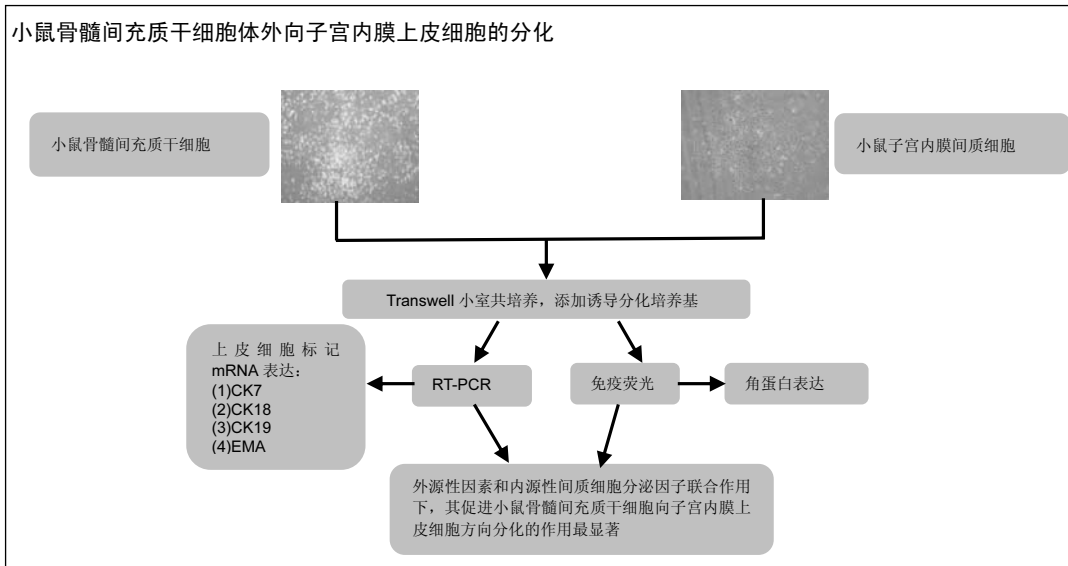 小鼠骨髓间充质干细胞体外向子宫内膜上皮细胞的分化
小鼠骨髓间充质干细胞
小鼠子宫内膜间质细胞
Transwell 小室共培养，添加诱导分化培养基
上皮细胞标记
mRNA 表达：
(1)CK7
(2)CK18
(3)CK19
(4)EMA
RT-PCR
免疫荧光
角蛋白表达
外源性因素和内源性间质细胞分泌因子联合作用
下，其促进小鼠骨髓间充质干细胞向子宫内膜上
皮细胞方向分化的作用最显著